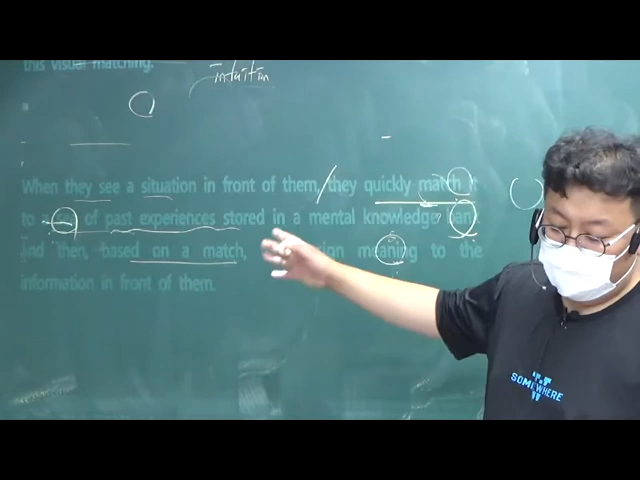 this visual matching.
intuition
When they see a situation in front of them, / they quickly match it
to a set of past experiences stored in a mental knowledge bank
and then, based on a match, meaning to the
information in front of them.
SOMEWHERE